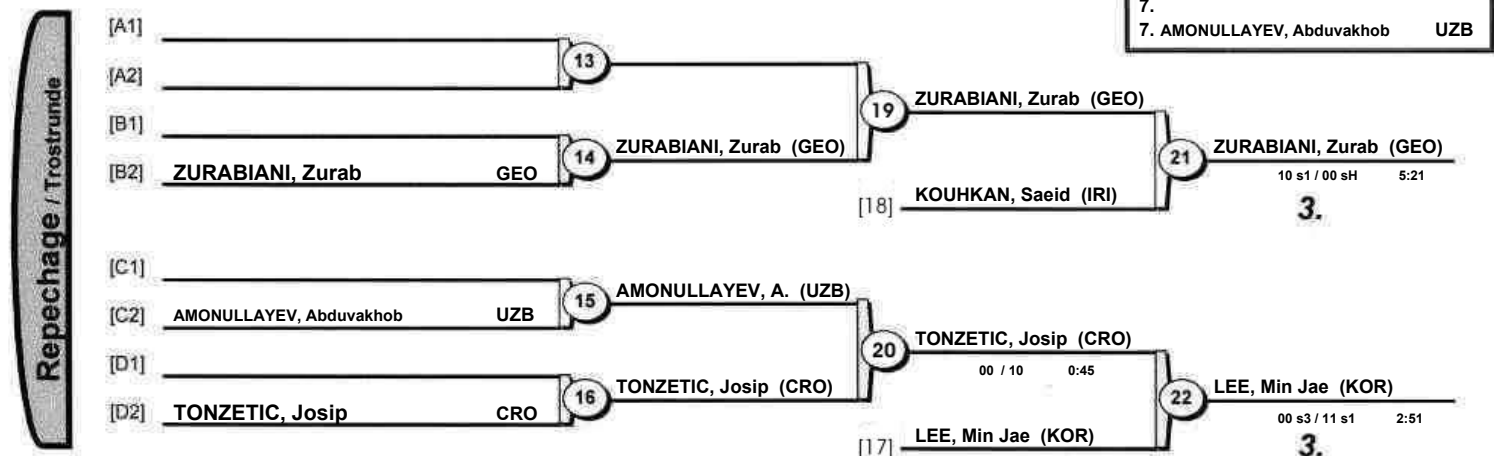 7.
7. AMONULLAYEV, Abduvakhob UZB
Repechage / Trostrunde
[A1]
[A2]
13
[B1]
[B2] ZURABIANI, Zurab GEO
14
ZURABIANI, Zurab (GEO)
19
ZURABIANI, Zurab (GEO)
[18] KOUHKAN, Saeid (IRI)
21
ZURABIANI, Zurab (GEO)
10 s1 / 00 sH 5:21
3.
[C1]
[C2] AMONULLAYEV, Abduvakhob UZB
15
AMONULLAYEV, A. (UZB)
[D1]
[D2] TONZETIC, Josip CRO
16
TONZETIC, Josip (CRO)
20
TONZETIC, Josip (CRO)
00 / 10 0:45
[17] LEE, Min Jae (KOR)
22
LEE, Min Jae (KOR)
00 s3 / 11 s1 2:51
3.